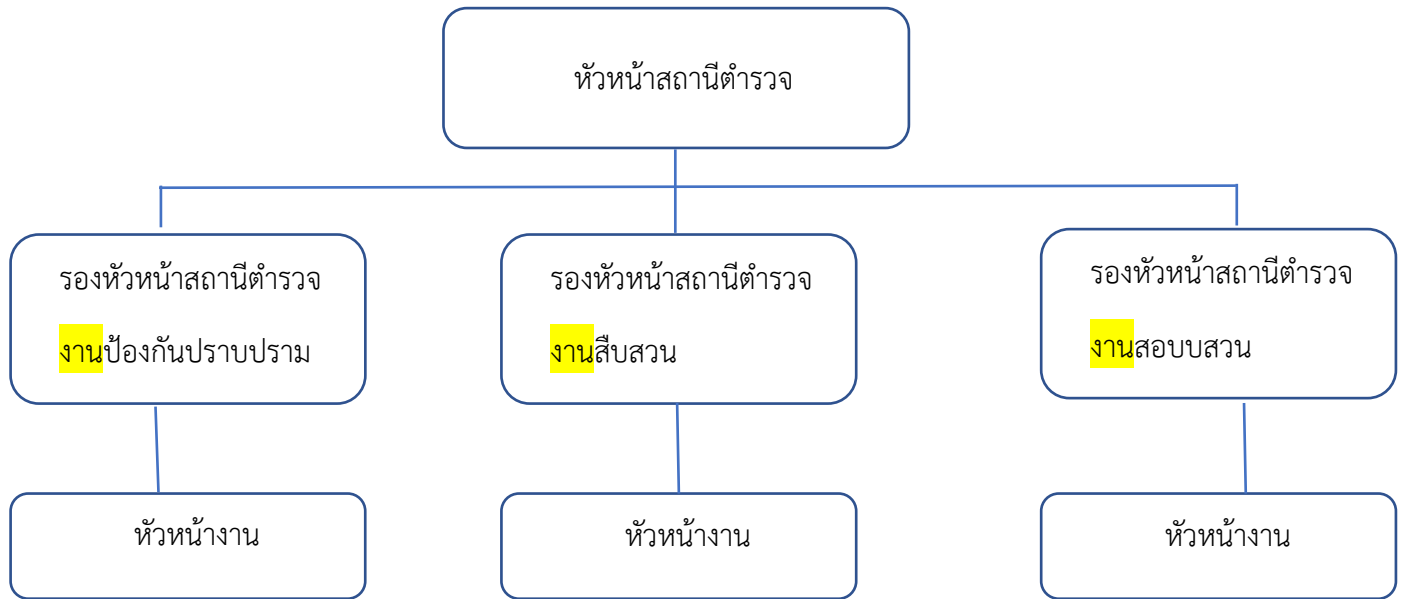 หัวหน้าสถานีตำรวจ
รองหัวหน้าสถานีตำรวจ
งานป้องกันปราบปราม
รองหัวหน้าสถานีตำรวจ
งานสืบสวน
รองหัวหน้าสถานีตำรวจ
งานสอบบสวน
หัวหน้างาน
หัวหน้างาน
หัวหน้างาน